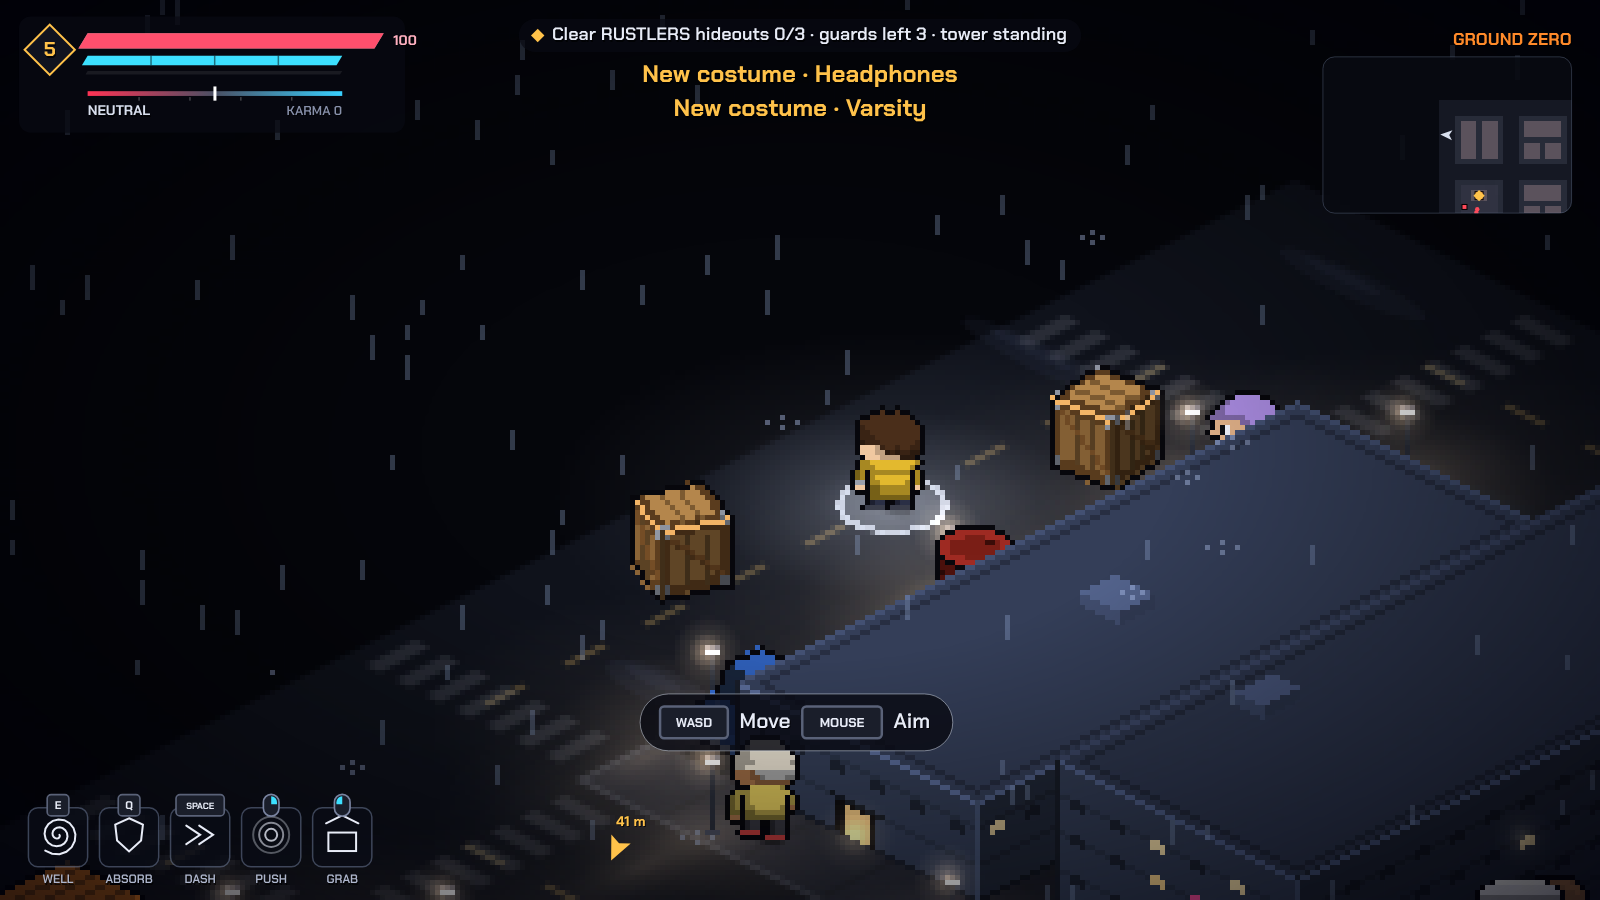 5
100
NEUTRAL
KARMA 0
Clear RUSTLERS hideouts 0/3 · guards left 3 · tower standing
New costume · Headphones
New costume · Varsity
GROUND ZERO
WASD Move MOUSE Aim
41 m
E
Q
SPACE
WELL
ABSORB
DASH
PUSH
GRAB